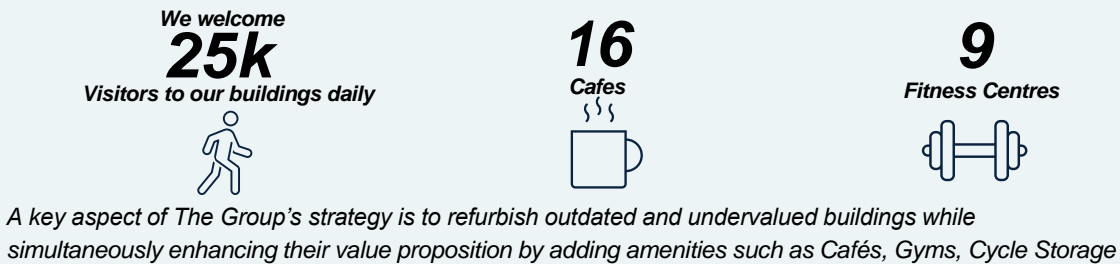 We welcome
25k
Visitors to our buildings daily
16
Cafes
9
Fitness Centres
A key aspect of The Group's strategy is to refurbish outdated and undervalued buildings while
simultaneously enhancing their value proposition by adding amenities such as Cafés, Gyms, Cycle Storage